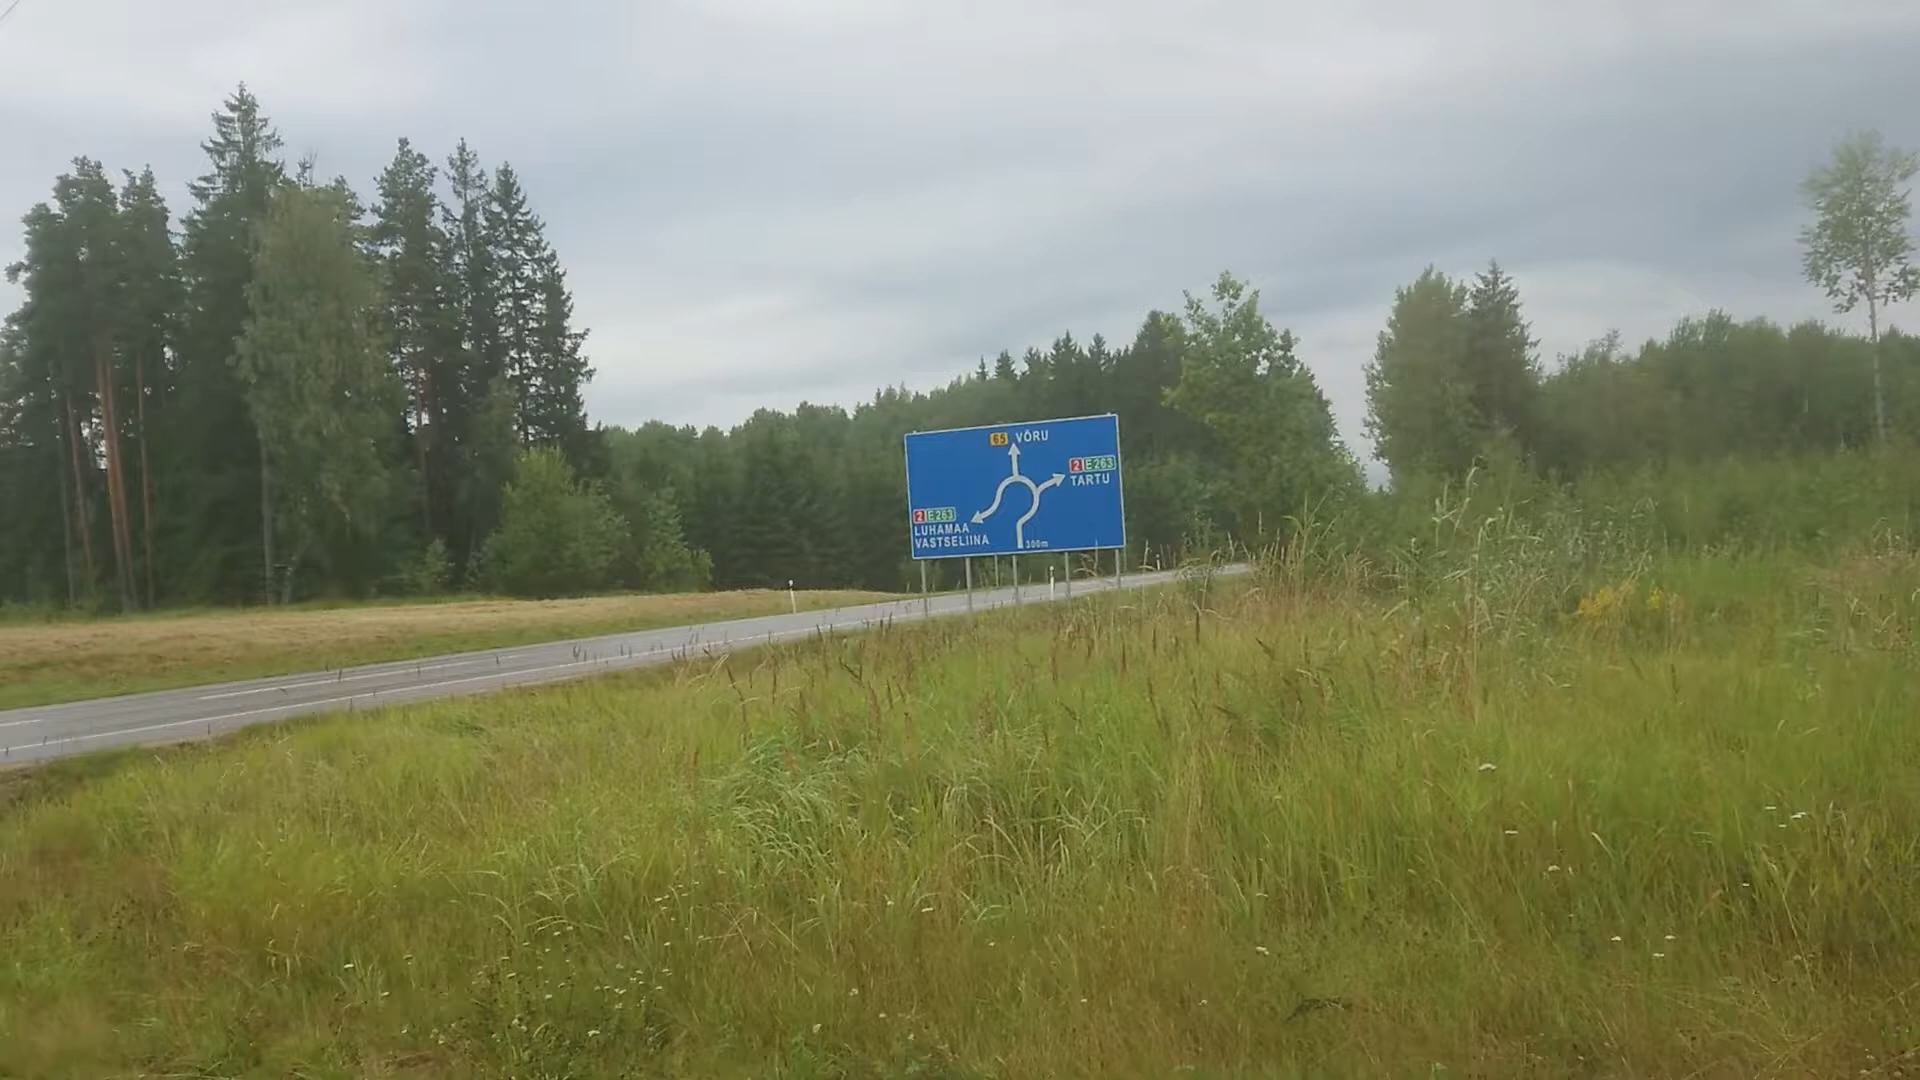 65 VÕRU
2 E263
TARTU
2 E263
LUHAMAA
VASTSELIINA
300m